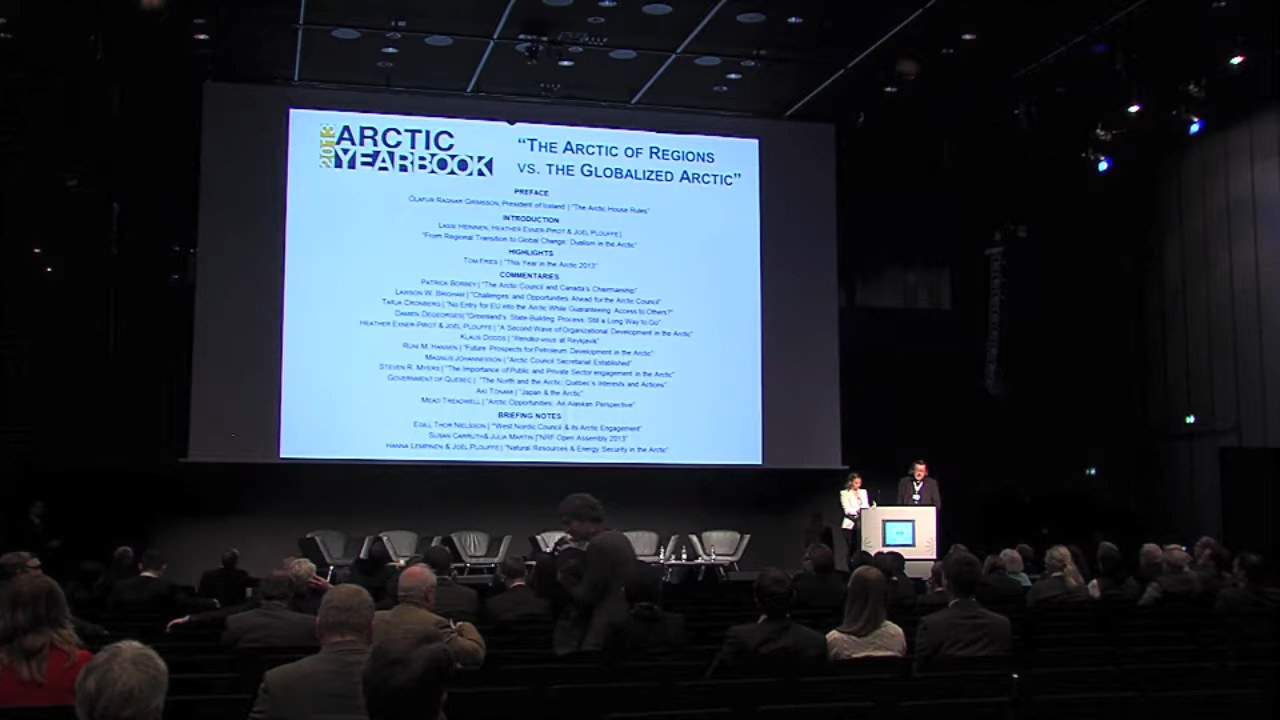 2013 ARCTIC YEARBOOK
"THE ARCTIC OF REGIONS
VS. THE GLOBALIZED ARCTIC"
PREFACE
ÓLAFUR RAGNAR GRÍMSSON, President of Iceland | "The Arctic House Rules"
INTRODUCTION
LASSI HEININEN, HEATHER EXNER-PIROT & JOËL PLOUFFE |
"From Regional Transition to Global Change: Dualism in the Arctic"
HIGHLIGHTS
TOM FRIES | "This Year in the Arctic 2013"
COMMENTARIES
PATRICK BORBEY | "The Arctic Council and Canada's Chairmanship"
LAWSON W. BRIGHAM | "Challenges and Opportunities Ahead for the Arctic Council"
TARJA CRONBERG | "No Entry for EU into the Arctic While Guaranteeing Access to Others?"
DAMIEN DEGEORGES | "Greenland's State-Building Process: Still a Long Way to Go"
HEATHER EXNER-PIROT & JOËL PLOUFFE | "A Second Wave of Organizational Development in the Arctic"
KLAUS DODDS | "Rendez-vous at Reykjavik"
RUNE M. HANSEN | "Future Prospects for Petroleum Development in the Arctic"
MAGNÚS JÓHANNESSON | "Arctic Council Secretariat Established"
STEVEN R. MYERS | "The Importance of Public and Private Sector engagement in the Arctic"
GOVERNMENT OF QUÉBEC | "The North and the Arctic: Québec's Interests and Actions"
AKI TONAMI | "Japan & the Arctic"
MEAD TREADWELL | "Arctic Opportunities: An Alaskan Perspective"
BRIEFING NOTES
EGILL THOR NIELSSON | "West Nordic Council & its Arctic Engagement"
SUSAN CARRUTH & JULIA MARTIN | "NRF Open Assembly 2013"
HANNA LEMPINEN & JOËL PLOUFFE | "Natural Resources & Energy Security in the Arctic"